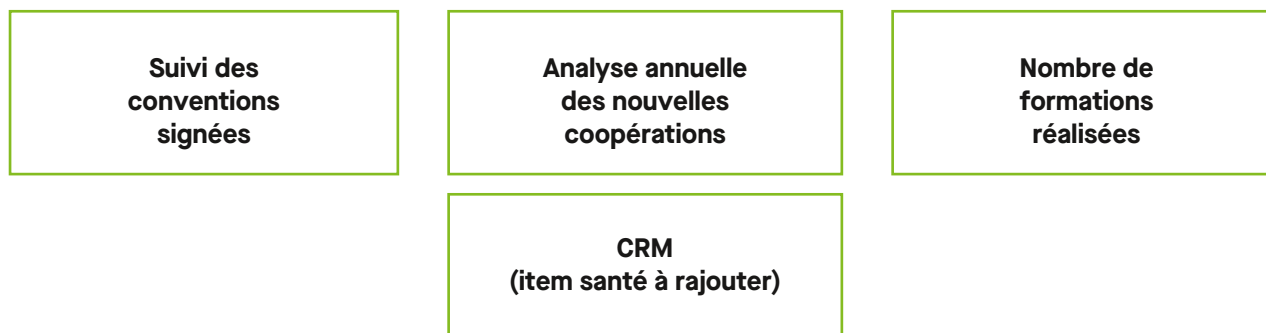 Suivi des
conventions
signées
Analyse annuelle
des nouvelles
coopérations
Nombre de
formations
réalisées
CRM
(item santé à rajouter)